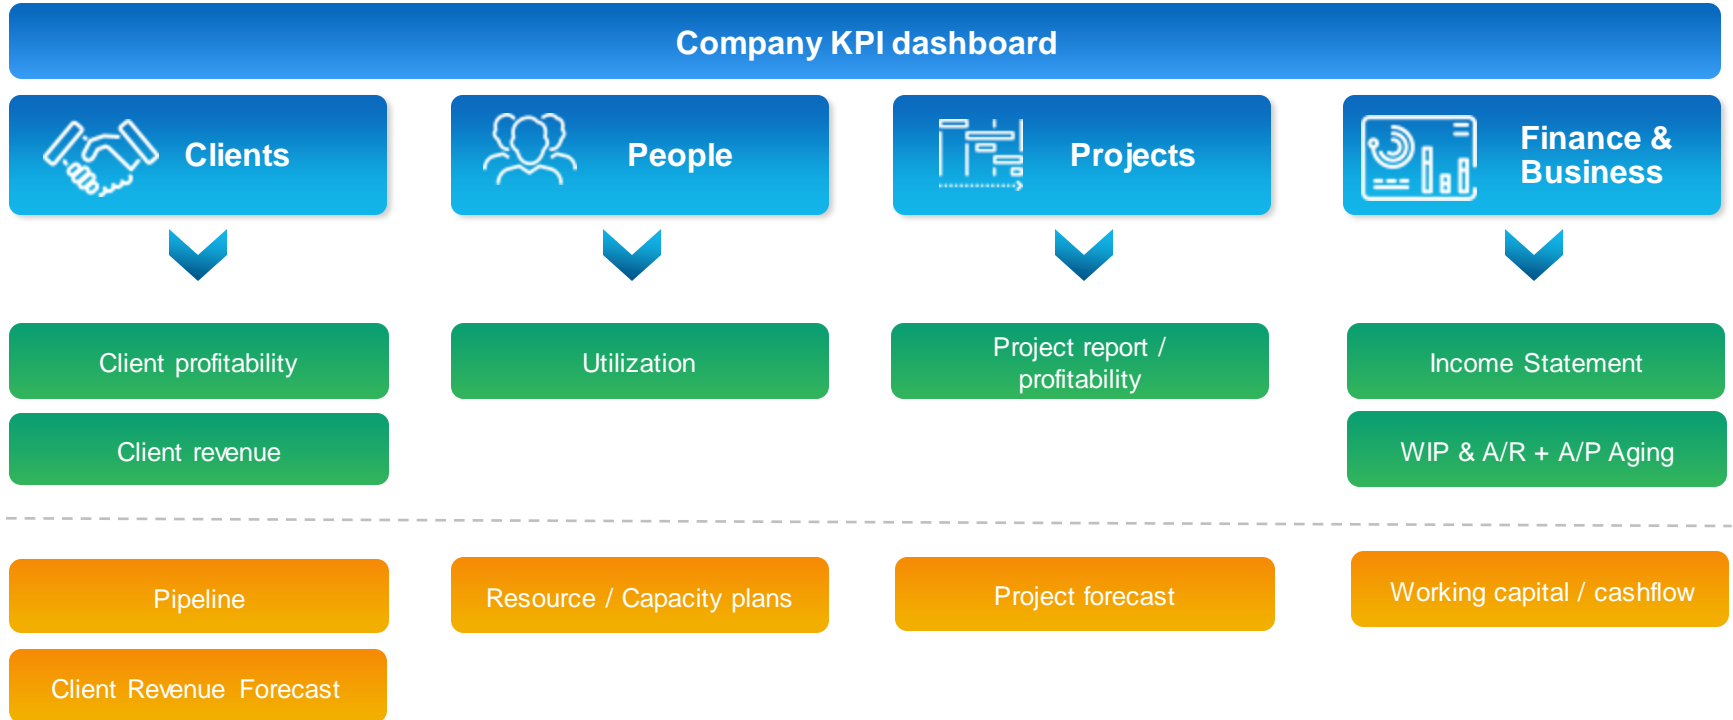 Company KPI dashboard
Clients
People
Projects
Finance &
Business
Client profitability
Utilization
Project report /
profitability
Income Statement
Client revenue
WIP & A/R + A/P Aging
Pipeline
Resource / Capacity plans
Project forecast
Working capital / cashflow
Client Revenue Forecast